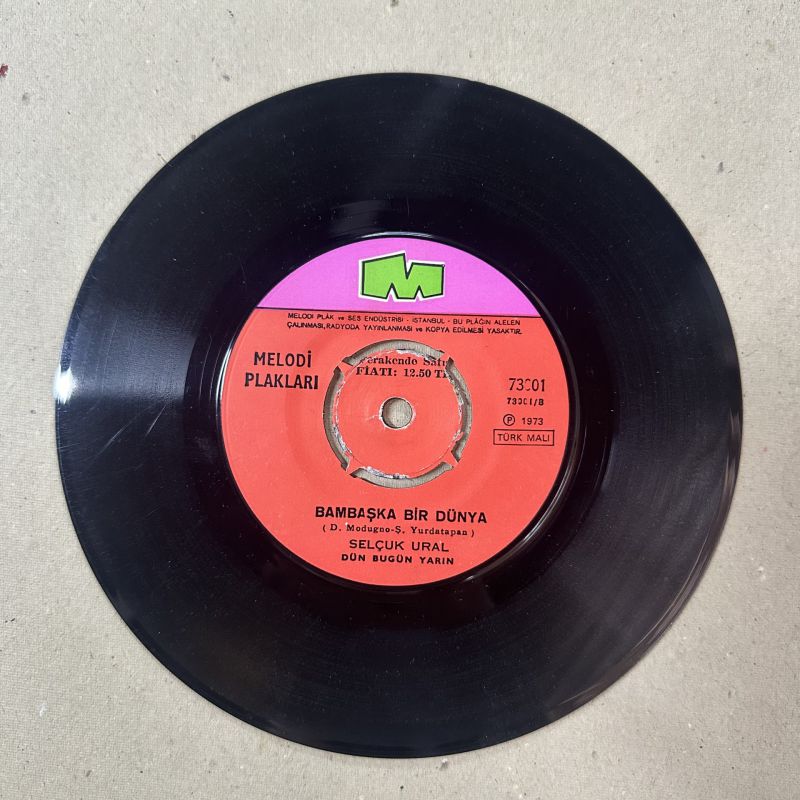 M
MELODİ PLAK ve SES ENDÜSTRİSİ - İSTANBUL - BU PLÂĞIN ALELEN
ÇALINMASI, RADYODA YAYINLANMASI ve KOPYA EDİLMESİ YASAKTIR.
MELODİ
PLAKLARI
Perakende Satış
FİATI: 12.50 TL
73001
73001/B
Ⓟ 1973
TÜRK MALI
BAMBAŞKA BİR DÜNYA
( D. Modugno-Ş. Yurdatapan )
SELÇUK URAL
DÜN BUGÜN YARIN